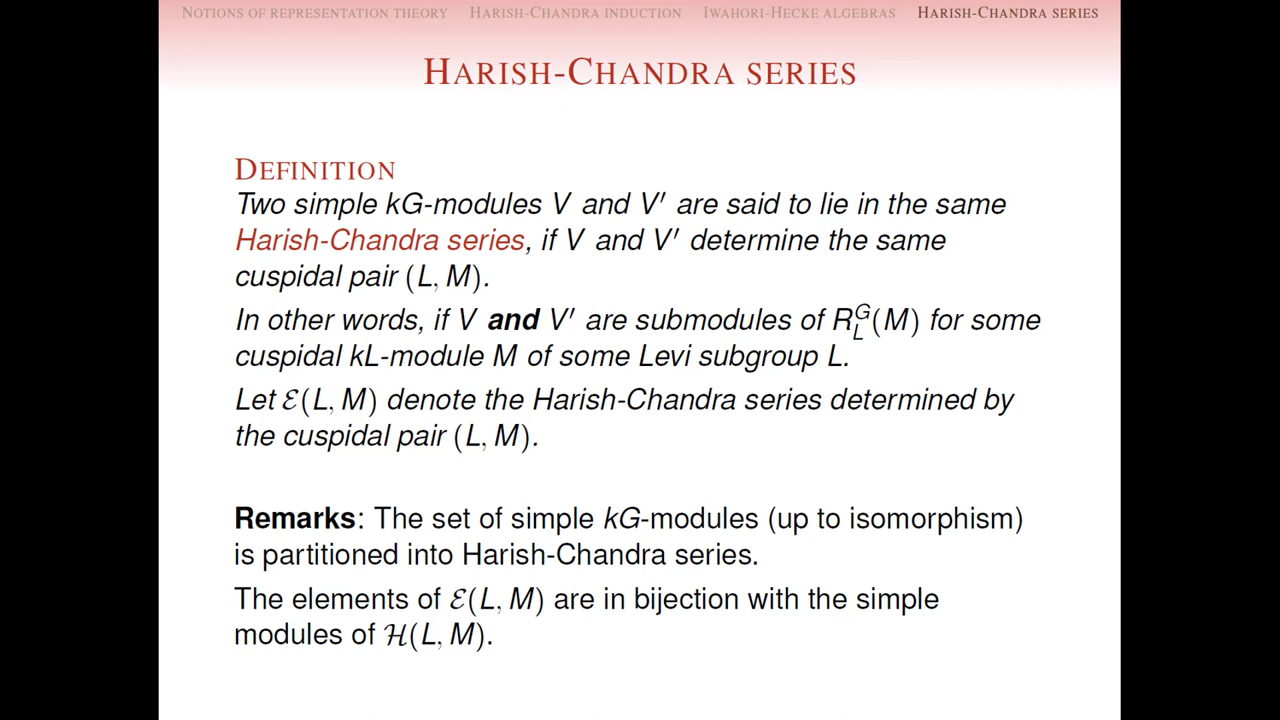 NOTIONS OF REPRESENTATION THEORY HARISH-CHANDRA INDUCTION IWAHORI-HECKE ALGEBRAS HARISH-CHANDRA SERIES
HARISH-CHANDRA SERIES
DEFINITION
Two simple kG-modules V and V′ are said to lie in the same
Harish-Chandra series, if V and V′ determine the same
cuspidal pair (L, M).
In other words, if V and V′ are submodules of R_L^G(M) for some
cuspidal kL-module M of some Levi subgroup L.
Let ℰ(L, M) denote the Harish-Chandra series determined by
the cuspidal pair (L, M).
Remarks: The set of simple kG-modules (up to isomorphism)
is partitioned into Harish-Chandra series.
The elements of ℰ(L, M) are in bijection with the simple
modules of ℋ(L, M).